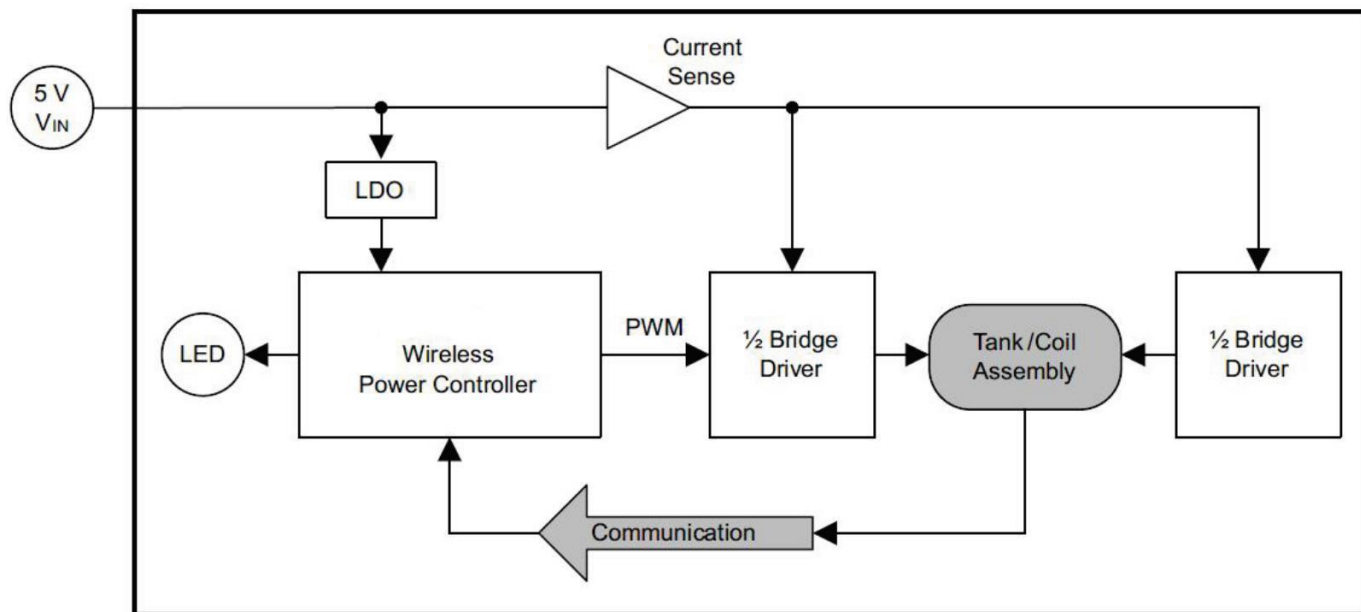 Current
Sense
5 V
VIN
LDO
LED
Wireless
Power Controller
PWM
½ Bridge
Driver
Tank /Coil
Assembly
½ Bridge
Driver
Communication